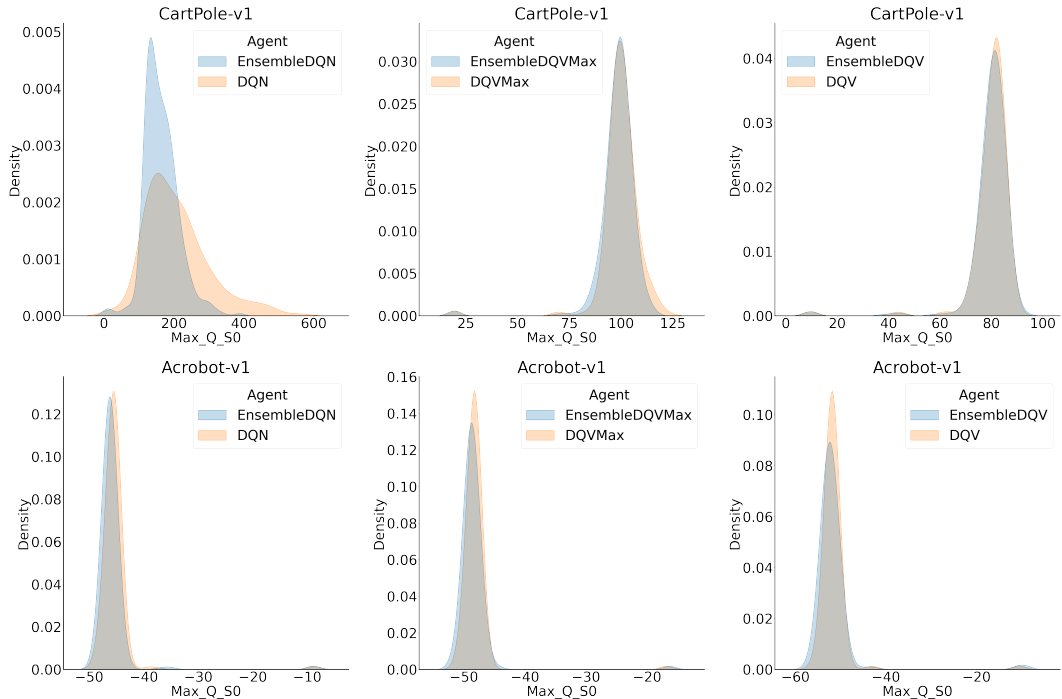 CartPole-v1
Density
0.005
0.004
0.003
0.002
0.001
0.000
Agent
EnsembleDQN
DQN
0
200
400
600
Max_Q_S0
CartPole-v1
Density
0.030
0.025
0.020
0.015
0.010
0.005
0.000
Agent
EnsembleDQVMax
DQVMax
25
50
75
100
125
Max_Q_S0
CartPole-v1
Density
0.04
0.03
0.02
0.01
0.00
Agent
EnsembleDQV
DQV
0
20
40
60
80
100
Max_Q_S0
Acrobot-v1
Density
0.12
0.10
0.08
0.06
0.04
0.02
0.00
Agent
EnsembleDQN
DQN
−50
−40
−30
−20
−10
Max_Q_S0
Acrobot-v1
Density
0.16
0.14
0.12
0.10
0.08
0.06
0.04
0.02
0.00
Agent
EnsembleDQVMax
DQVMax
−50
−40
−30
−20
Max_Q_S0
Acrobot-v1
Density
0.10
0.08
0.06
0.04
0.02
0.00
Agent
EnsembleDQV
DQV
−60
−40
−20
Max_Q_S0